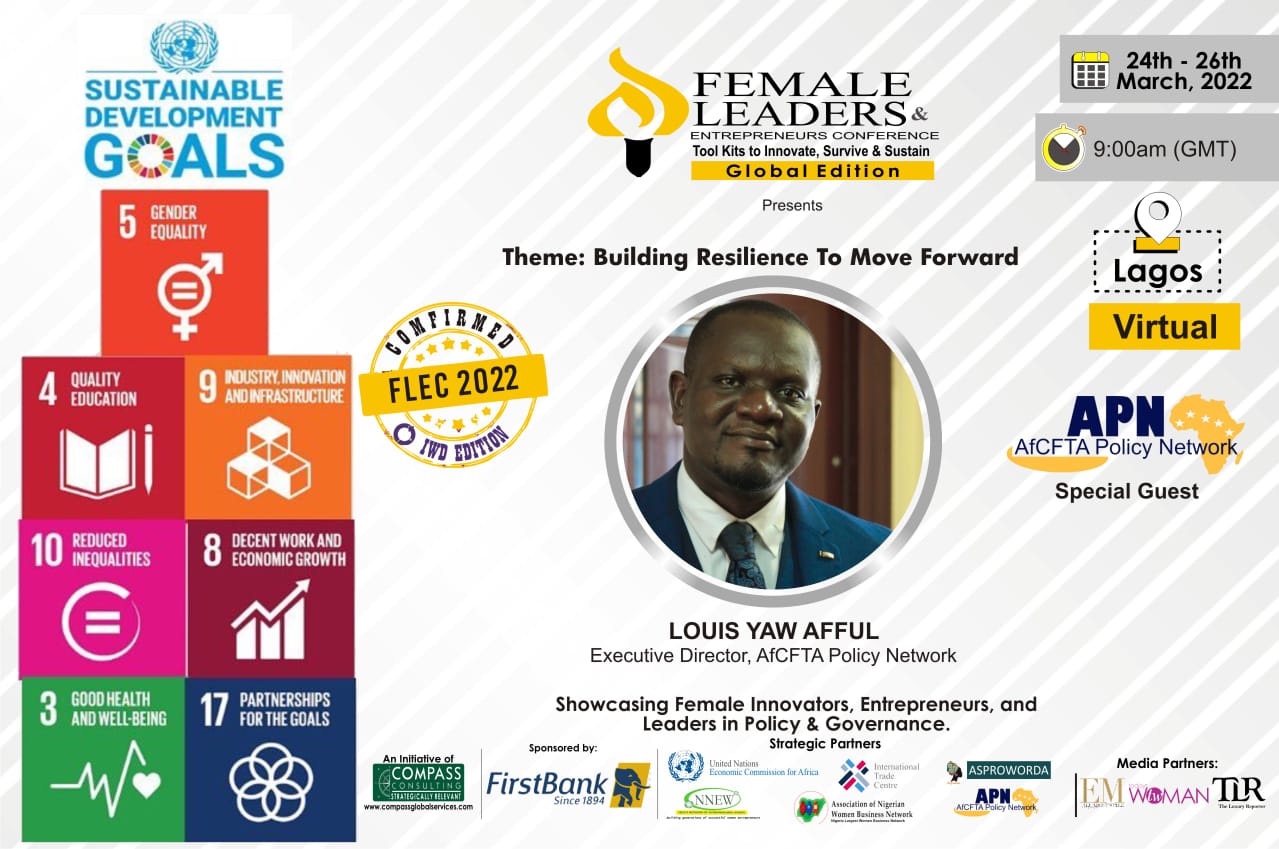 SUSTAINABLE
DEVELOPMENT
GOALS
5 GENDER
EQUALITY
4 QUALITY
EDUCATION
9 INDUSTRY, INNOVATION
AND INFRASTRUCTURE
10 REDUCED
INEQUALITIES
8 DECENT WORK AND
ECONOMIC GROWTH
3 GOOD HEALTH
AND WELL-BEING
17 PARTNERSHIPS
FOR THE GOALS
FEMALE
LEADERS &
ENTREPRENEURS CONFERENCE
Tool Kits to Innovate, Survive & Sustain
Global Edition
Presents
Theme: Building Resilience To Move Forward
COMFIRMED
FLEC 2022
IWD EDITION
24th - 26th
March, 2022
9:00am (GMT)
Lagos
Virtual
APN
AfCFTA Policy Network
Special Guest
LOUIS YAW AFFUL
Executive Director, AfCFTA Policy Network
Showcasing Female Innovators, Entrepreneurs, and
Leaders in Policy & Governance.
An Initiative of
COMPASS
CONSULTING
STRATEGICALLY RELEVANT
www.compassglobalservices.com
Sponsored by:
FirstBank
Since 1894
Strategic Partners
United Nations
Economic Commission for Africa
International
Trade
Centre
ASPROWORDA
NNEW
Association of Nigerian
Women Business Network
Nigeria Largest Women Business Network
APN
AfCFTA Policy Network
Media Partners:
EM
WOMAN
TLR
The Luxury Reporter